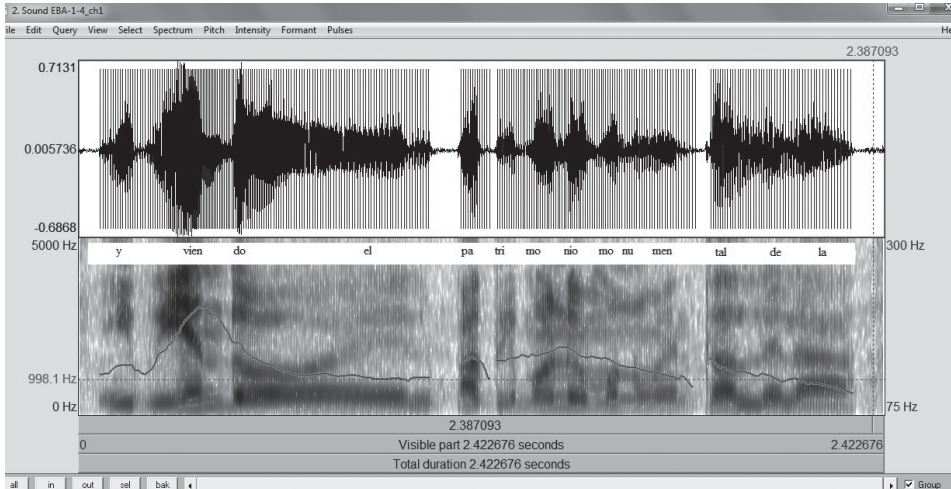 2. Sound EBA-1-4_ch1
ile Edit Query View Select Spectrum Pitch Intensity Formant Pulses He
2.387093
0.7131
0.005736
-0.6868
5000 Hz 300 Hz
y vien do el pa tri mo nio mo nu men tal de la
998.1 Hz
0 Hz 75 Hz
2.387093
0 Visible part 2.422676 seconds 2.422676
Total duration 2.422676 seconds
all in out sel bak Group